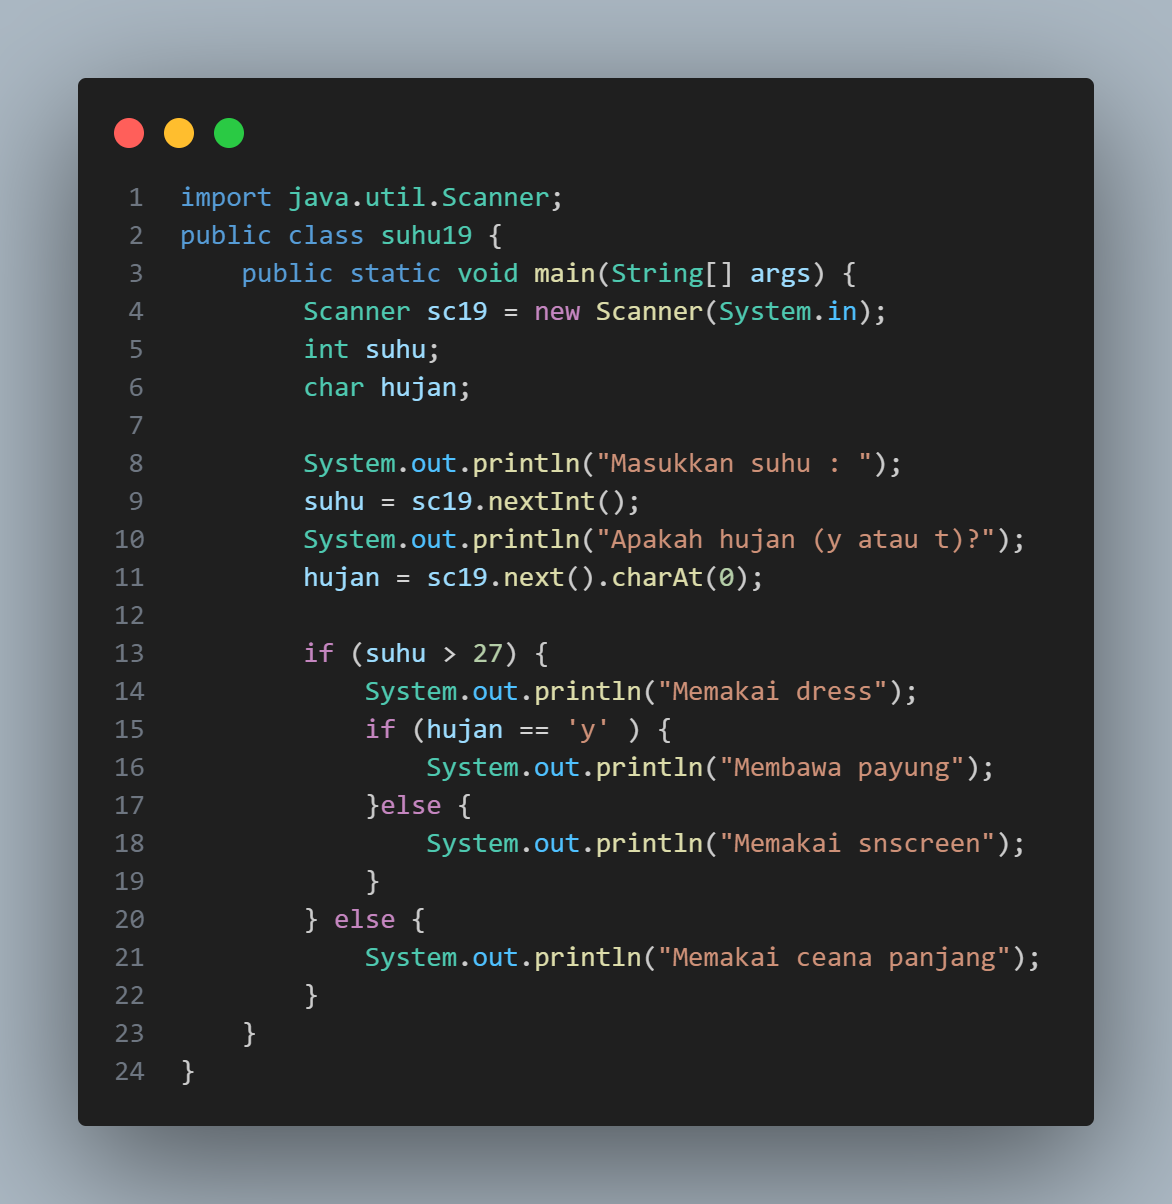 1 import java.util.Scanner;
2 public class suhu19 {
3     public static void main(String[] args) {
4         Scanner sc19 = new Scanner(System.in);
5         int suhu;
6         char hujan;
7
8         System.out.println("Masukkan suhu : ");
9         suhu = sc19.nextInt();
10         System.out.println("Apakah hujan (y atau t)?");
11         hujan = sc19.next().charAt(0);
12
13         if (suhu > 27) {
14             System.out.println("Memakai dress");
15             if (hujan == 'y' ) {
16                 System.out.println("Membawa payung");
17             }else {
18                 System.out.println("Memakai snscreen");
19             }
20         } else {
21             System.out.println("Memakai ceana panjang");
22         }
23     }
24 }